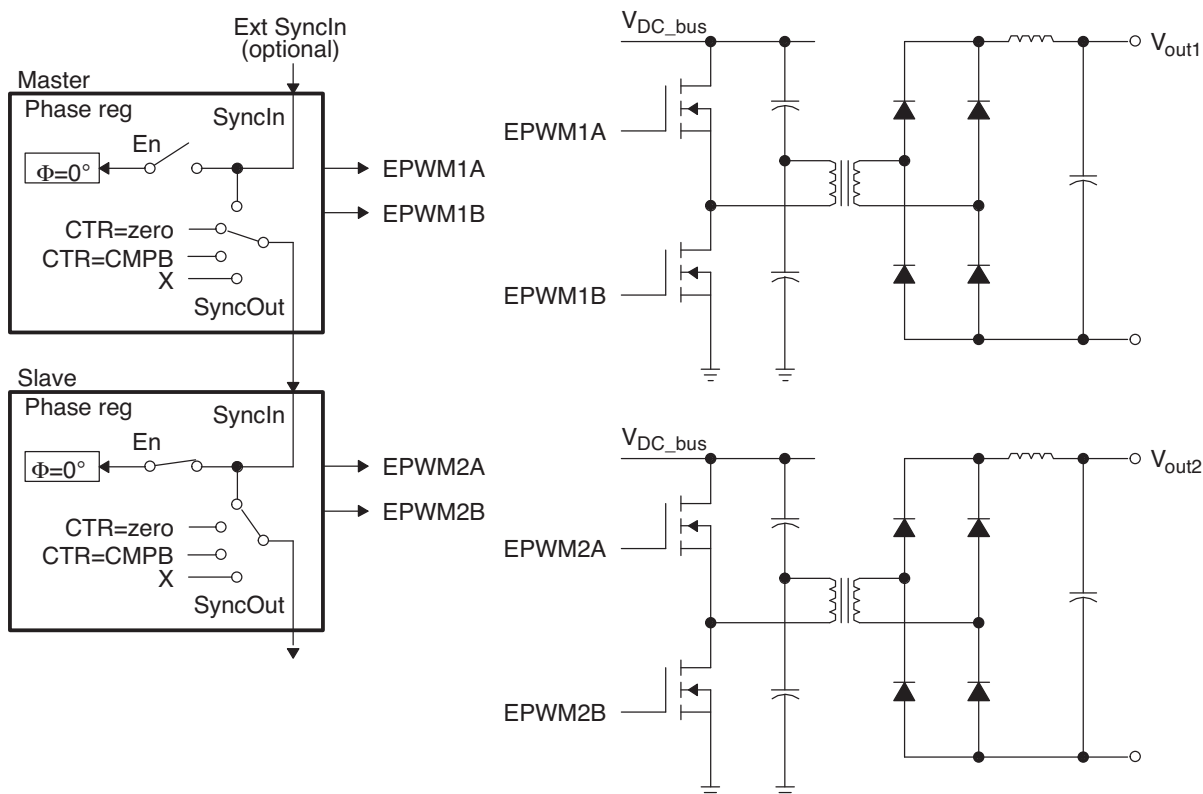 Ext SyncIn
(optional)
Master
Phase reg
SyncIn
En
Φ=0°
EPWM1A
EPWM1B
CTR=zero
CTR=CMPB
X
SyncOut
Slave
Phase reg
SyncIn
En
Φ=0°
EPWM2A
EPWM2B
CTR=zero
CTR=CMPB
X
SyncOut
VDC_bus
Vout1
EPWM1A
EPWM1B
VDC_bus
Vout2
EPWM2A
EPWM2B